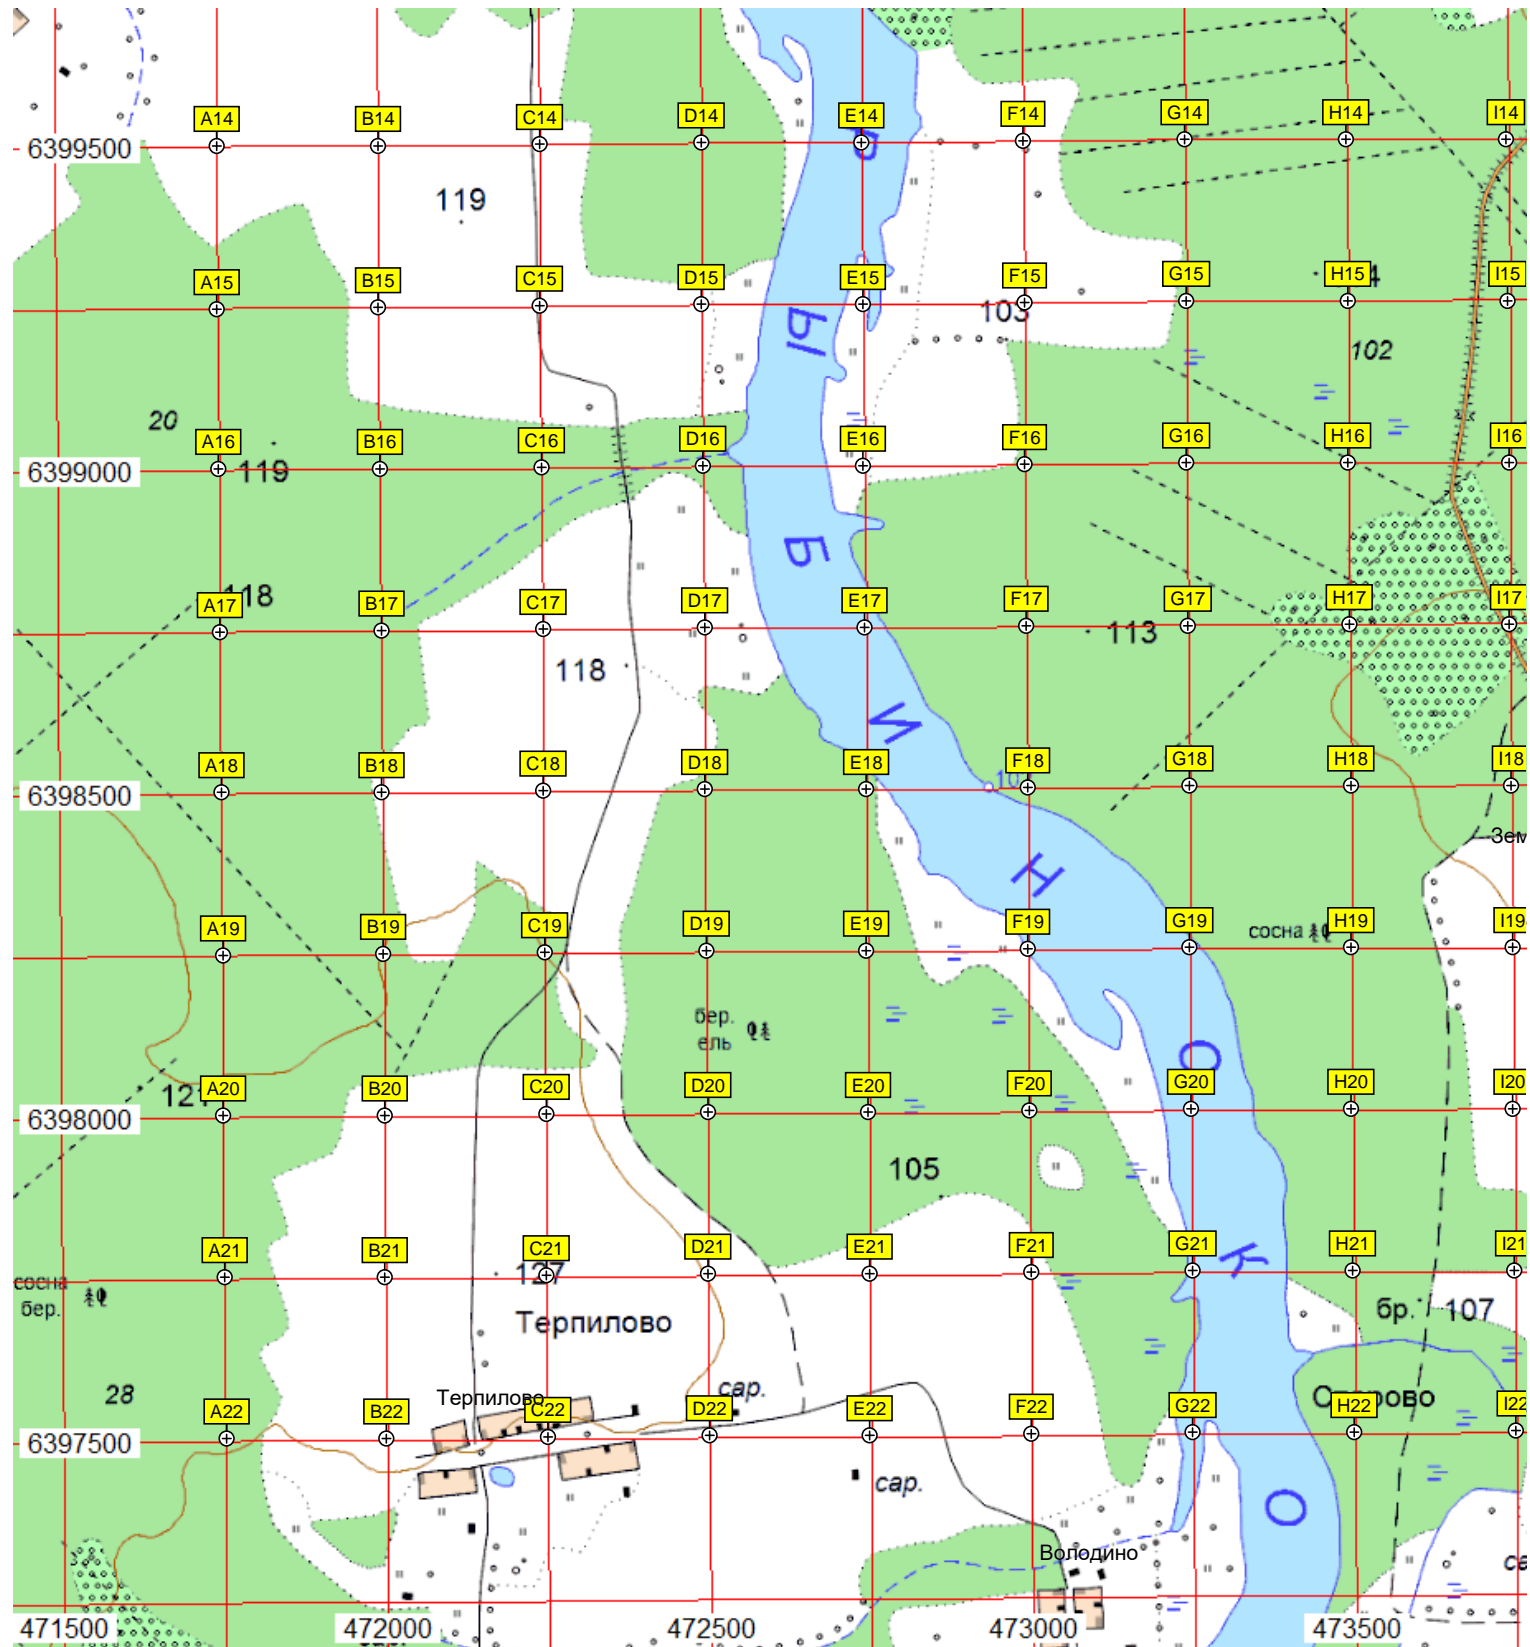 A14 B14 C14 D14 E14 F14 G14 H14 I14
6399500
119
A15 B15 C15 D15 E15 F15 G15 H15 I15
103
102
20
A16 B16 C16 D16 E16 F16 G16 H16 I16
6399000
119
118
A17 B17 C17 D17 E17 F17 G17 H17 I17
113
118
A18 B18 C18 D18 E18 F18 G18 H18 I18
6398500
Зем
A19 B19 C19 D19 E19 F19 G19 H19 I19
сосна
бер.
ель
A20 B20 C20 D20 E20 F20 G20 H20 I20
6398000
105
A21 B21 C21 D21 E21 F21 G21 H21 I21
127
сосна
бер.
бр. 107
Терпилово
28
Терпилово
сар.
A22 B22 C22 D22 E22 F22 G22 H22 I22
6397500
сар.
Володино
471500 472000 472500 473000 473500
РЫБИНСКО